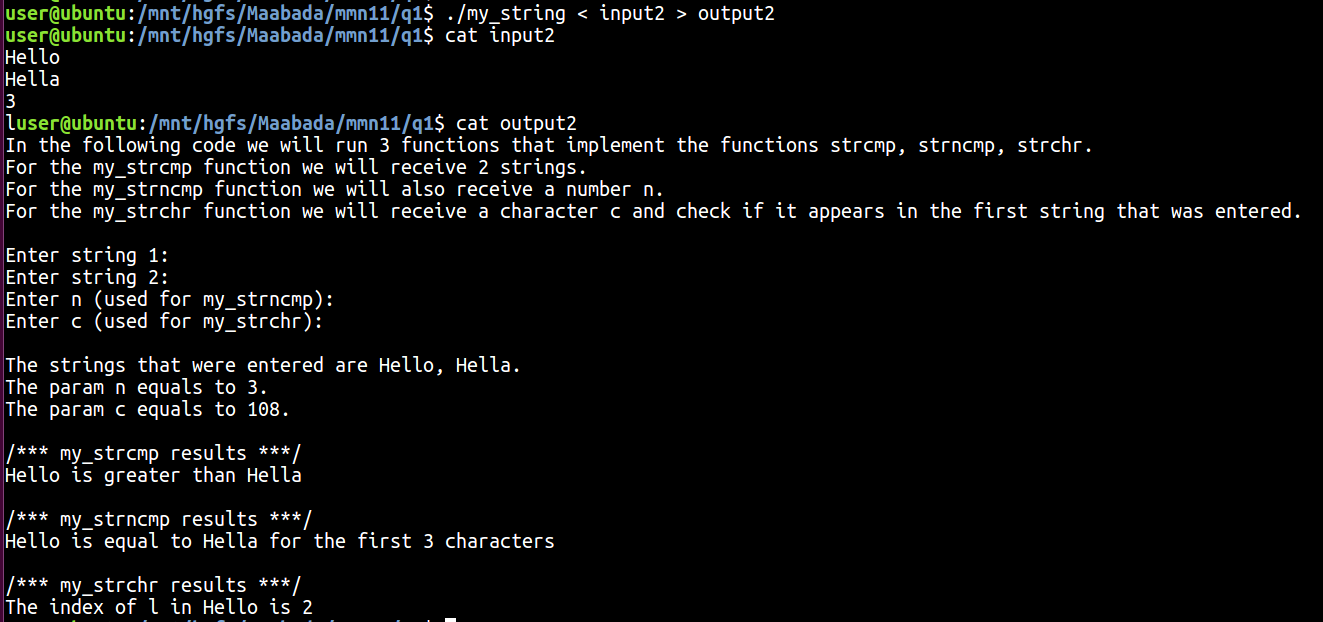 user@ubuntu:/mnt/hgfs/Maabada/mmn11/q1$ ./my_string < input2 > output2
user@ubuntu:/mnt/hgfs/Maabada/mmn11/q1$ cat input2
Hello
Hella
3
luser@ubuntu:/mnt/hgfs/Maabada/mmn11/q1$ cat output2
In the following code we will run 3 functions that implement the functions strcmp, strncmp, strchr.
For the my_strcmp function we will receive 2 strings.
For the my_strncmp function we will also receive a number n.
For the my_strchr function we will receive a character c and check if it appears in the first string that was entered.

Enter string 1:
Enter string 2:
Enter n (used for my_strncmp):
Enter c (used for my_strchr):

The strings that were entered are Hello, Hella.
The param n equals to 3.
The param c equals to 108.

/*** my_strcmp results ***/
Hello is greater than Hella

/*** my_strncmp results ***/
Hello is equal to Hella for the first 3 characters

/*** my_strchr results ***/
The index of l in Hello is 2